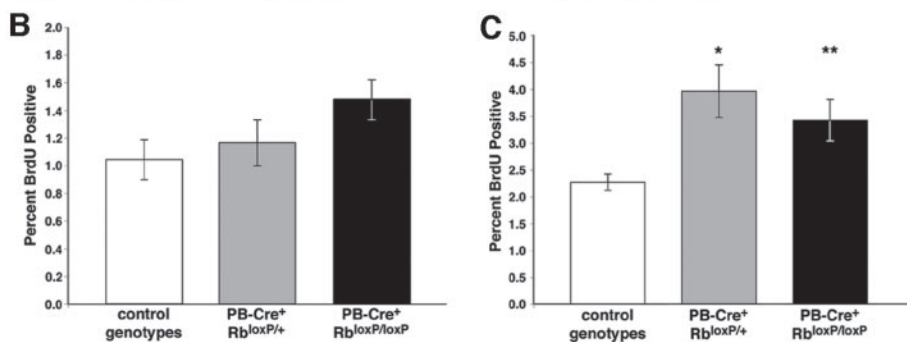 B
Percent BrdU Positive
2.0
1.8
1.6
1.4
1.2
1.0
0.8
0.6
0.4
0.2
0.0
control
genotypes
PB-Cre+
RbloxP/+
PB-Cre+
RbloxP/loxP
C
Percent BrdU Positive
5.0
4.5
4.0
3.5
3.0
2.5
2.0
1.5
1.0
0.5
0.0
*
**
control
genotypes
PB-Cre+
RbloxP/+
PB-Cre+
RbloxP/loxP